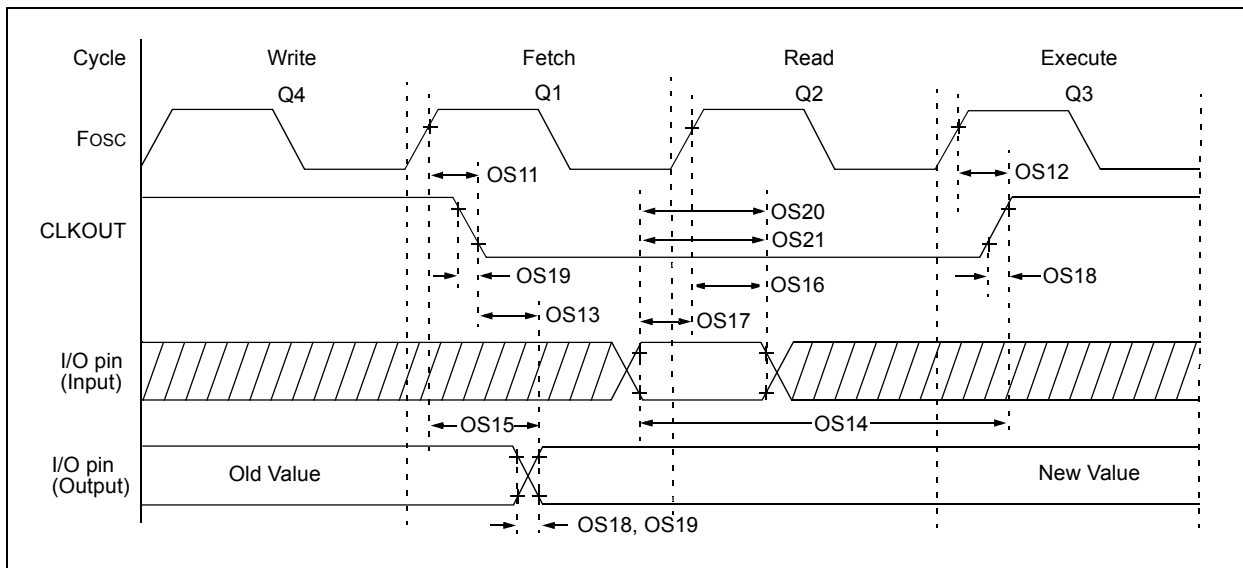 Cycle Write Fetch Read Execute
Q4 Q1 Q2 Q3
FOSC
OS11 OS12
CLKOUT
OS20
OS21
OS19 OS16 OS18
OS13 OS17
I/O pin
(Input)
OS15 OS14
I/O pin
(Output)
Old Value New Value
OS18, OS19